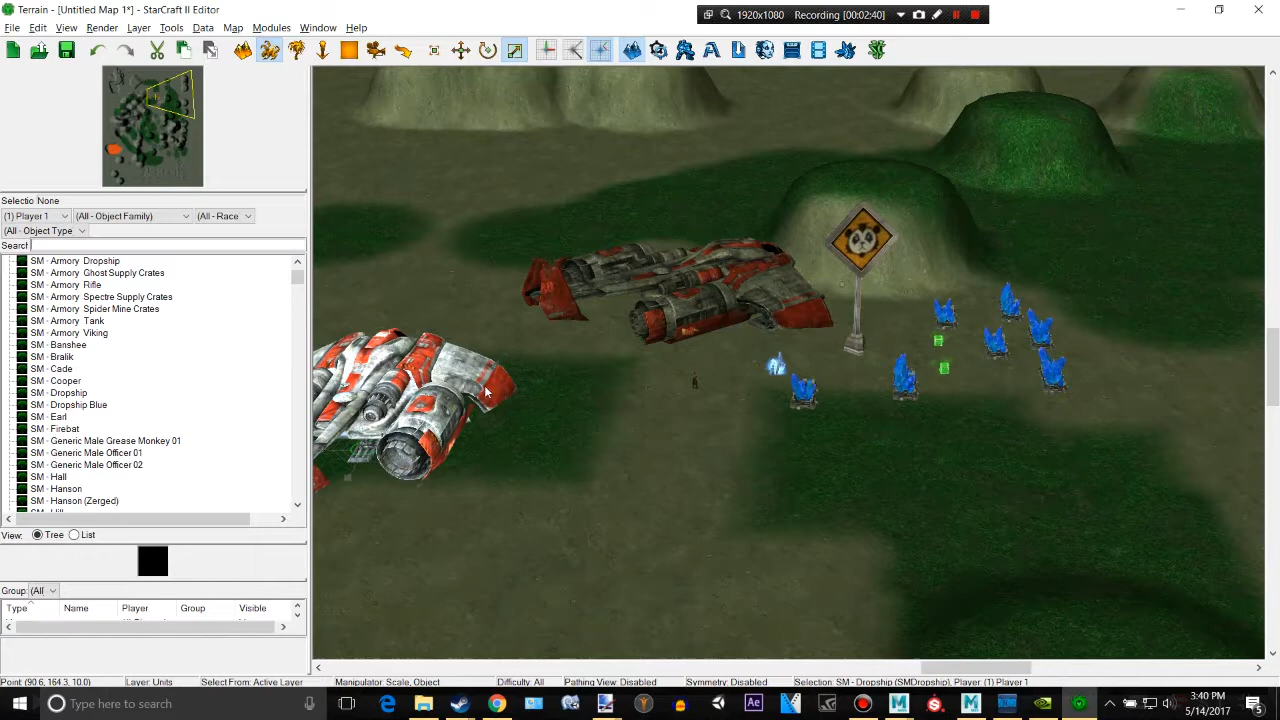 Terrain - [Untitled Map 1*] - StarCraft II Editor
1920x1080 Recording [00:02:40]
File Edit View Render Layer Tools Data Map Modules Window Help
Selectio None
(1) Player 1 (All - Object Family) (All - Race
(All - Object Type
Search
SM - Armory Dropship
SM - Armory Ghost Supply Crates
SM - Armory Rifle
SM - Armory Spectre Supply Crates
SM - Armory Spider Mine Crates
SM - Armory Tank
SM - Armory Viking
SM - Banshee
SM - Bralik
SM - Cade
SM - Cooper
SM - Dropship
SM - Dropship Blue
SM - Earl
SM - Firebat
SM - Generic Male Grease Monkey 01
SM - Generic Male Officer 01
SM - Generic Male Officer 02
SM - Hall
SM - Hanson
SM - Hanson (Zerged)
View: Tree List
Group: (All
Type Name Player Group Visible
Point: (90.6, 164.3, 10.0) Layer: Units Select From: Active Layer Manipulator: Scale, Object Difficulty: All Pathing View: Disabled Symmetry: Disabled Selection: SM - Dropship (SMDropship), Player: (1) Player 1
Type here to search
Ae
3:40 PM
5/14/2017
5